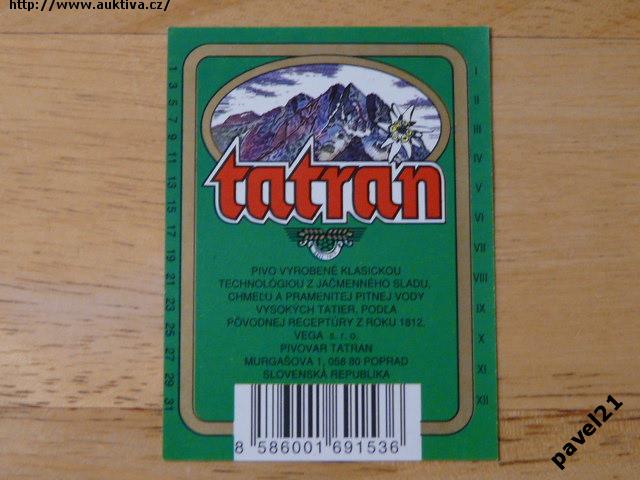 http://www.auktiva.cz/
tatran
PIVO VYROBENÉ KLASICKOU
TECHNOLÓGIOU Z JAČMENNÉHO SLADU,
CHMEĽU A PRAMENITEJ PITNEJ VODY
VYSOKÝCH TATIER, PODĽA
PÔVODNEJ RECEPTÚRY Z ROKU 1812.
VEGA s. r. o.
PIVOVAR TATRAN
MURGAŠOVA 1, 058 80 POPRAD
SLOVENSKÁ REPUBLIKA
8 586001 691536
1 3 5 7 9 11 13 15 17 19 21 23 25 27 29 31
I
II
III
IV
V
VI
VII
VIII
IX
X
XI
XII
pavel21